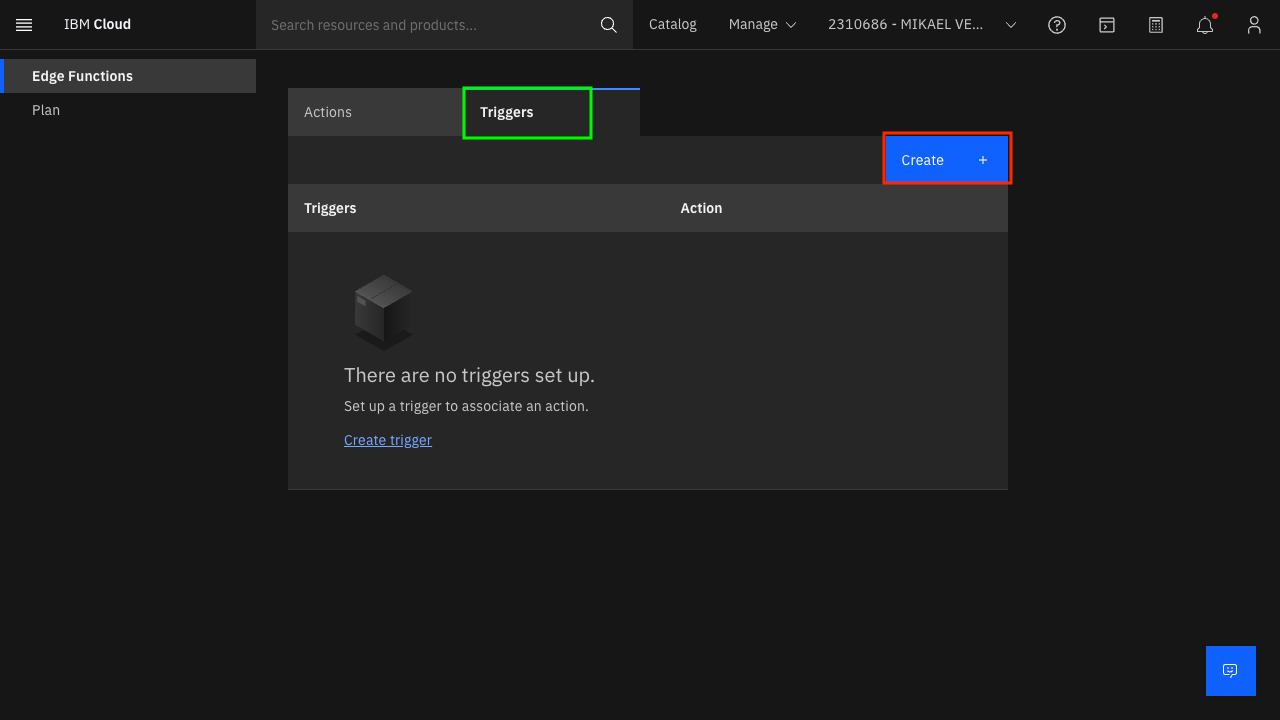 IBM Cloud
Search resources and products...
Catalog
Manage
2310686 - MIKAEL VE...
Edge Functions
Plan
Actions
Triggers
Create +
Triggers
Action
There are no triggers set up.
Set up a trigger to associate an action.
Create trigger